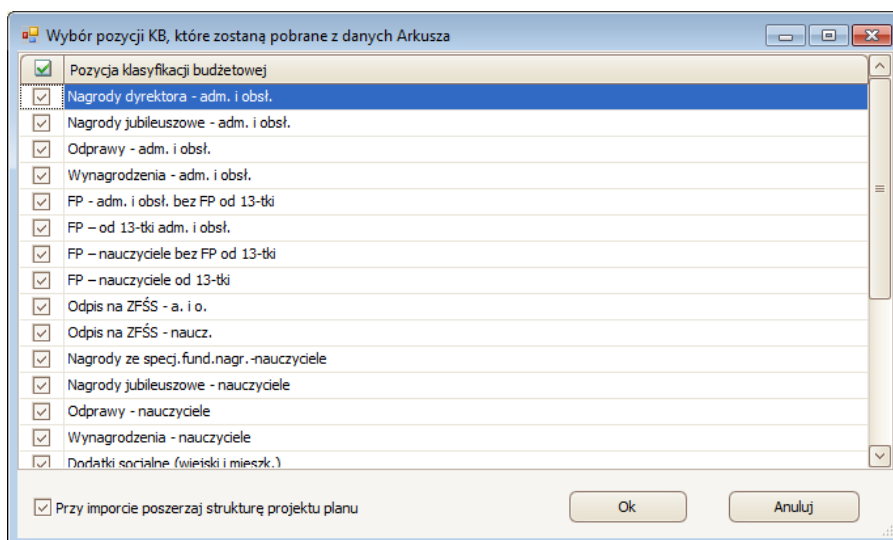 Wybór pozycji KB, które zostaną pobrane z danych Arkusza
Pozycja klasyfikacji budżetowej
Nagrody dyrektora - adm. i obsł.
Nagrody jubileuszowe - adm. i obsł.
Odprawy - adm. i obsł.
Wynagrodzenia - adm. i obsł.
FP - adm. i obsł. bez FP od 13-tki
FP – od 13-tki adm. i obsł.
FP – nauczyciele bez FP od 13-tki
FP – nauczyciele od 13-tki
Odpis na ZFŚS - a. i o.
Odpis na ZFŚS - naucz.
Nagrody ze specj.fund.nagr.-nauczyciele
Nagrody jubileuszowe - nauczyciele
Odprawy - nauczyciele
Wynagrodzenia - nauczyciele
Dodatki socjalne (wiejski i mieszk.)
Przy imporcie poszerzaj strukturę projektu planu
Ok
Anuluj